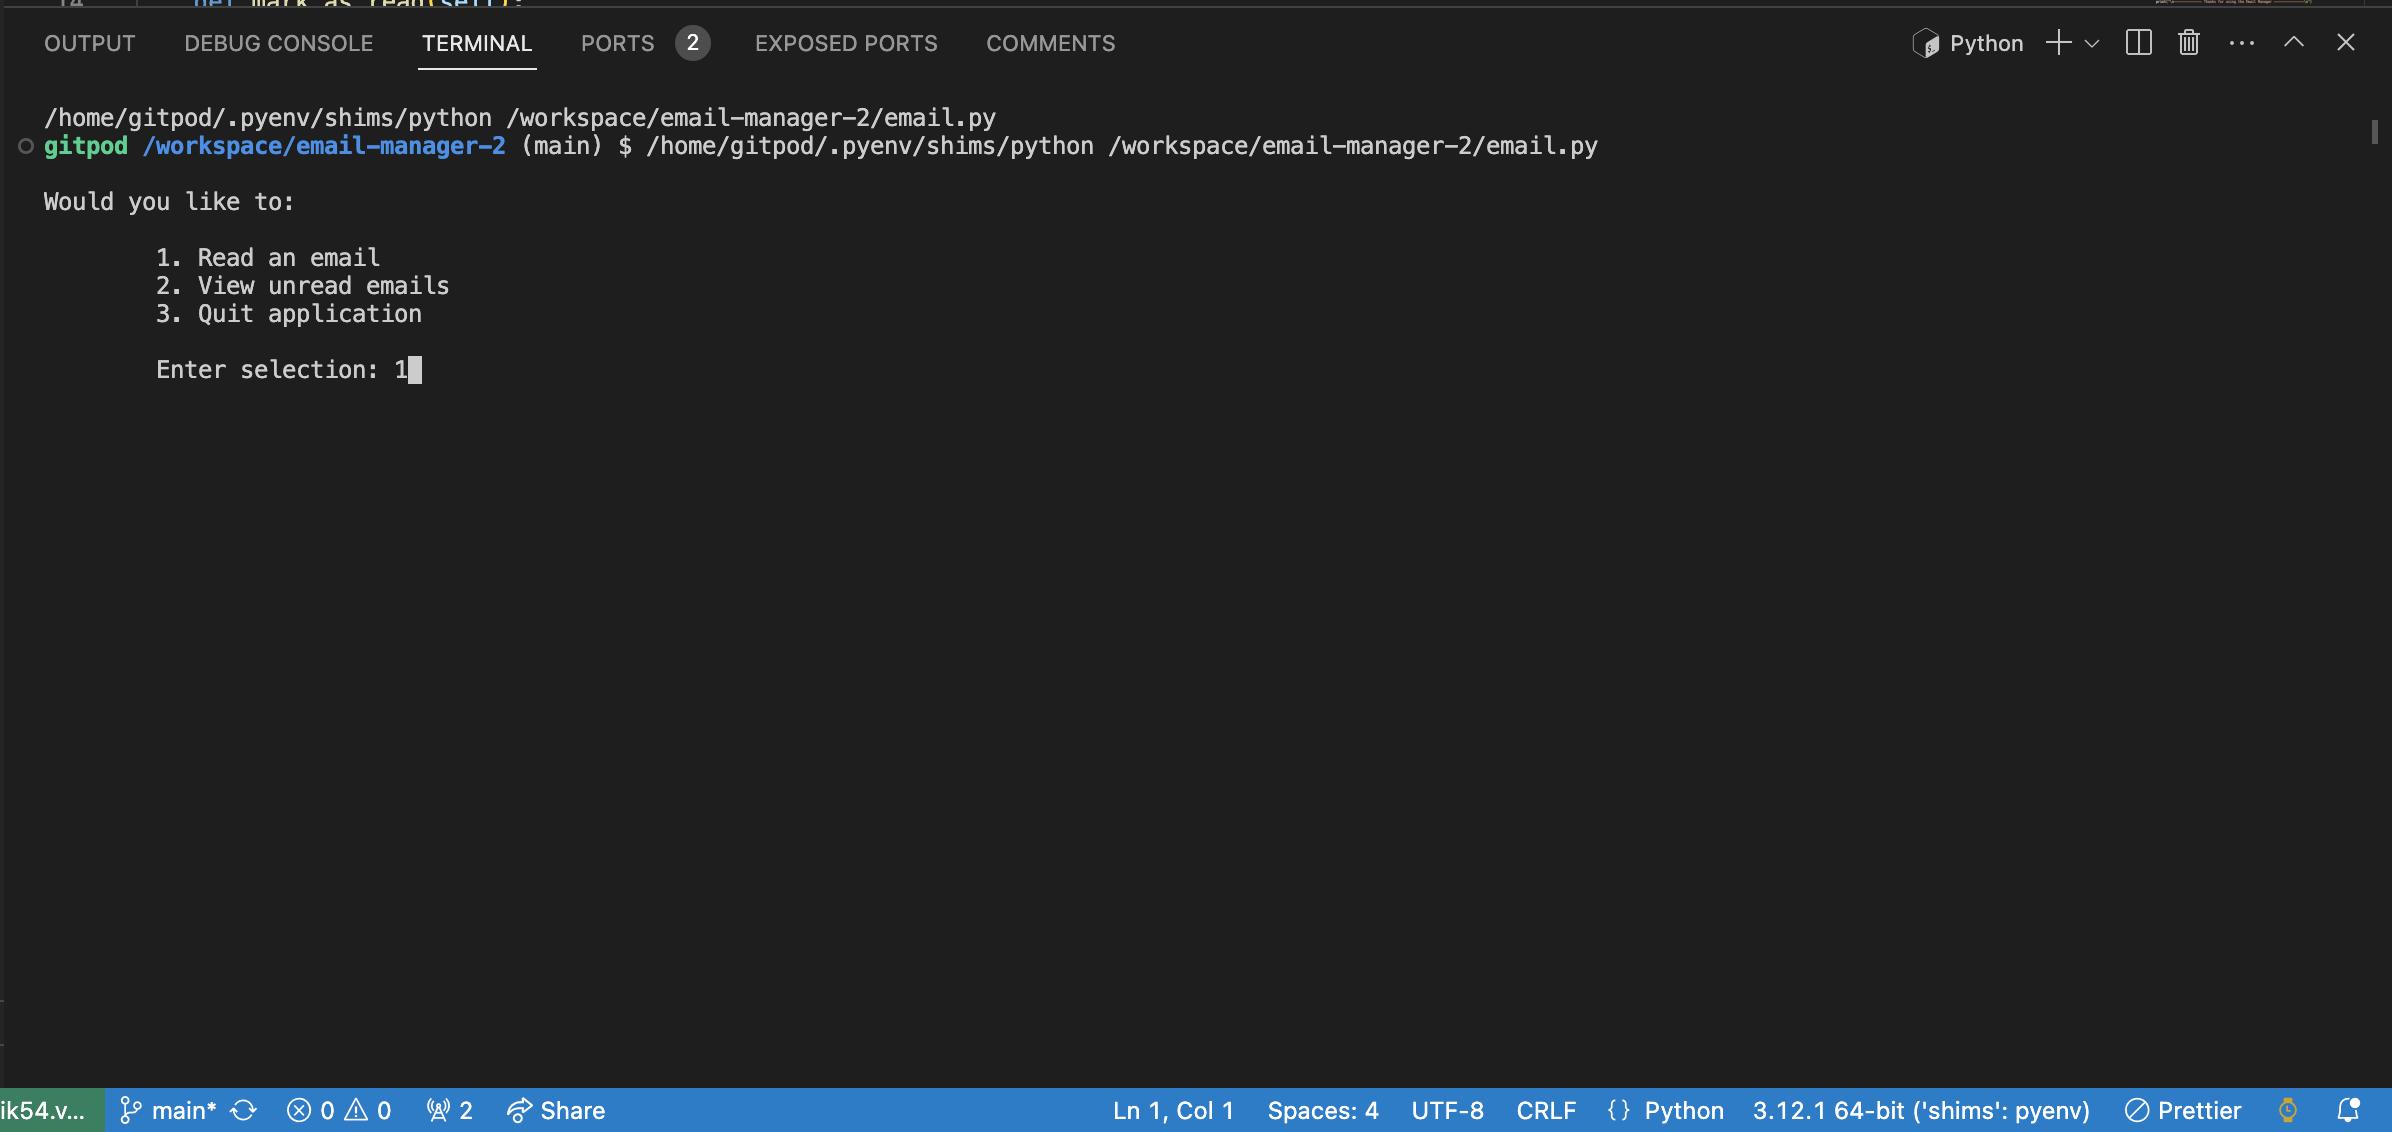 14 def mark_as_read(self):
OUTPUT DEBUG CONSOLE TERMINAL PORTS 2 EXPOSED PORTS COMMENTS Python
/home/gitpod/.pyenv/shims/python /workspace/email-manager-2/email.py
gitpod /workspace/email-manager-2 (main) $ /home/gitpod/.pyenv/shims/python /workspace/email-manager-2/email.py
Would you like to:
1. Read an email
2. View unread emails
3. Quit application
Enter selection: 1
ik54.v... main* 0 0 2 Share Ln 1, Col 1 Spaces: 4 UTF-8 CRLF {} Python 3.12.1 64-bit ('shims': pyenv) Prettier